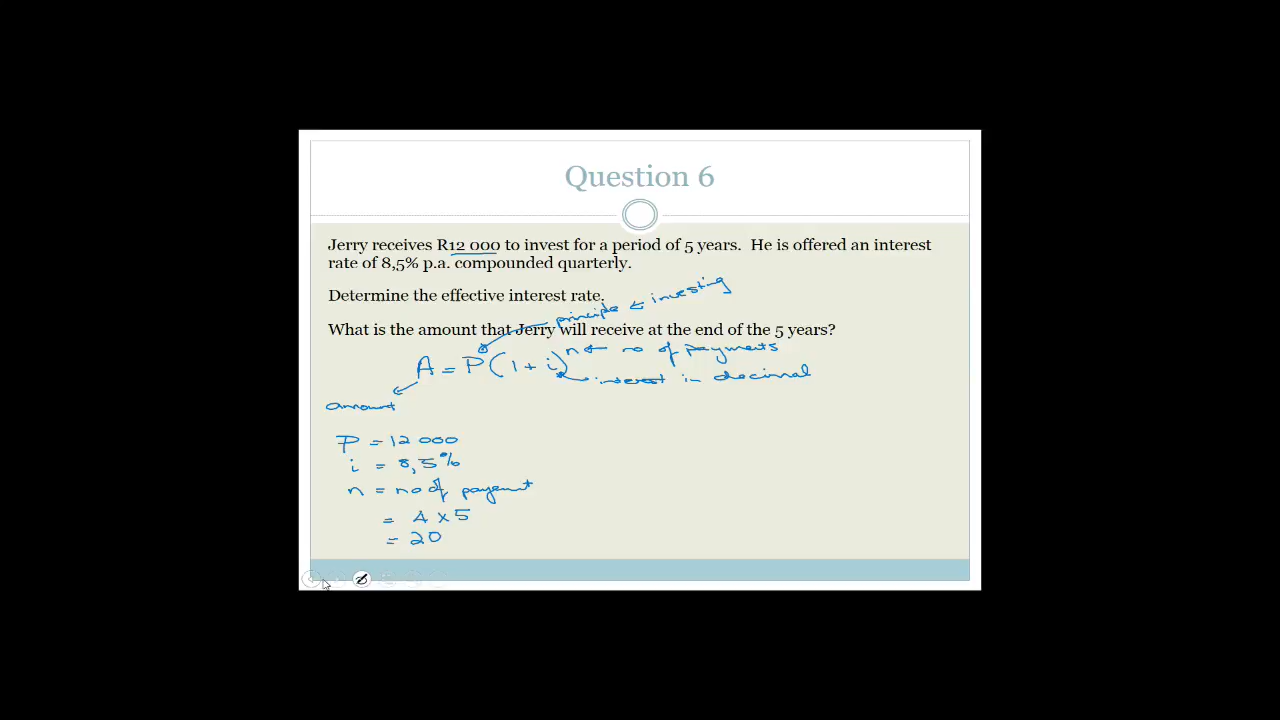 Question 6
Jerry receives R12 000 to invest for a period of 5 years. He is offered an interest
rate of 8,5% p.a. compounded quarterly.
Determine the effective interest rate.
principle ← investing
What is the amount that Jerry will receive at the end of the 5 years?
A = P(1 + i)^n ← no of payments
interest in decimal
amount
P = 12 000
i = 8,5%
n = no of payment
= 4 × 5
= 20